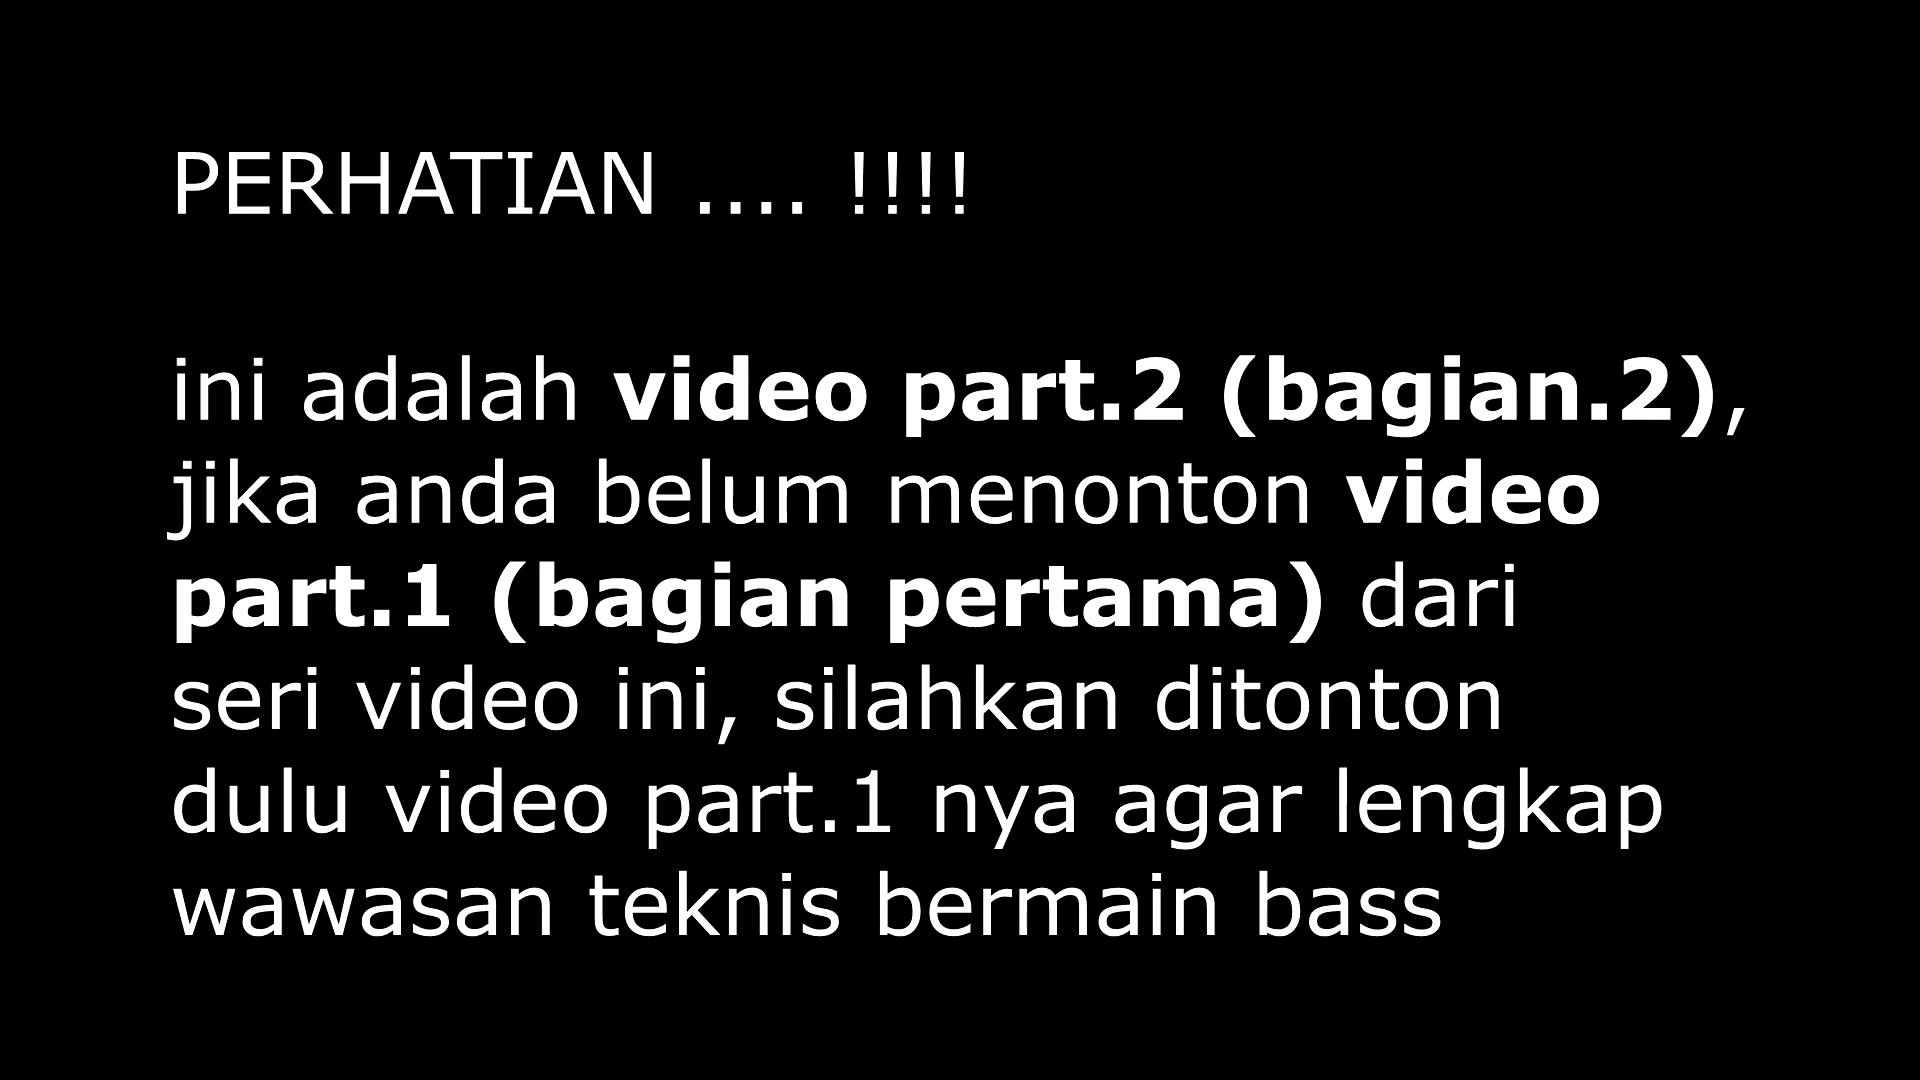 PERHATIAN .... !!!!
ini adalah video part.2 (bagian.2),
jika anda belum menonton video
part.1 (bagian pertama) dari
seri video ini, silahkan ditonton
dulu video part.1 nya agar lengkap
wawasan teknis bermain bass